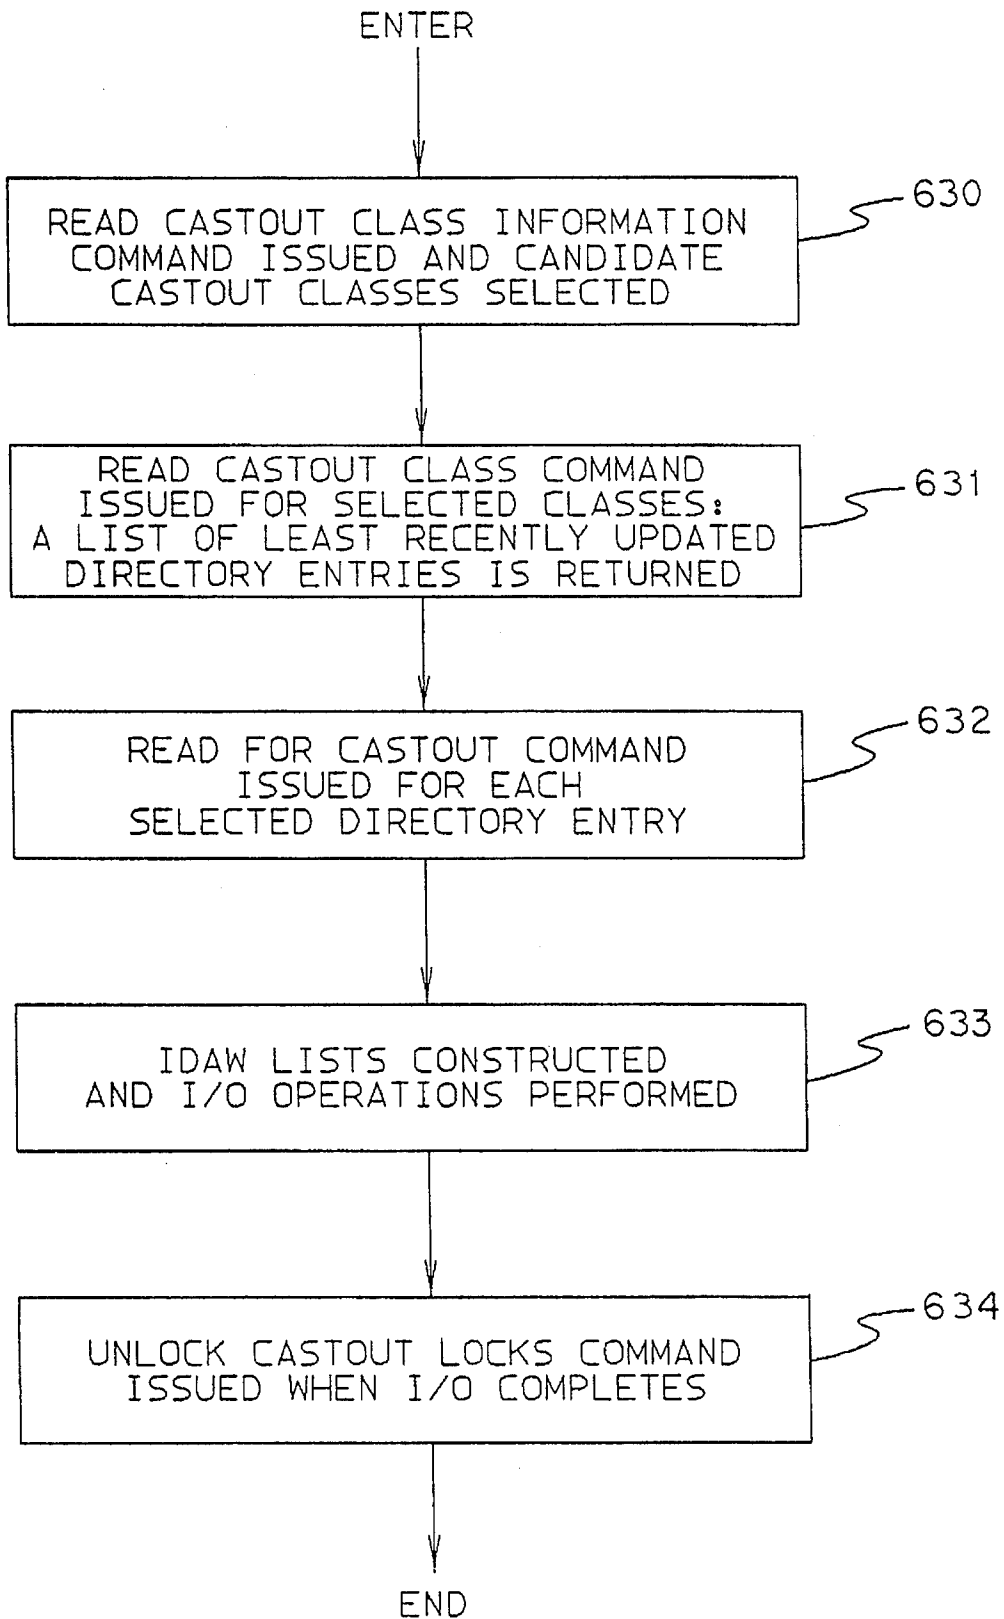 ENTER
READ CASTOUT CLASS INFORMATION
COMMAND ISSUED AND CANDIDATE
CASTOUT CLASSES SELECTED
630
READ CASTOUT CLASS COMMAND
ISSUED FOR SELECTED CLASSES:
A LIST OF LEAST RECENTLY UPDATED
DIRECTORY ENTRIES IS RETURNED
631
READ FOR CASTOUT COMMAND
ISSUED FOR EACH
SELECTED DIRECTORY ENTRY
632
IDAW LISTS CONSTRUCTED
AND I/O OPERATIONS PERFORMED
633
UNLOCK CASTOUT LOCKS COMMAND
ISSUED WHEN I/O COMPLETES
634
END